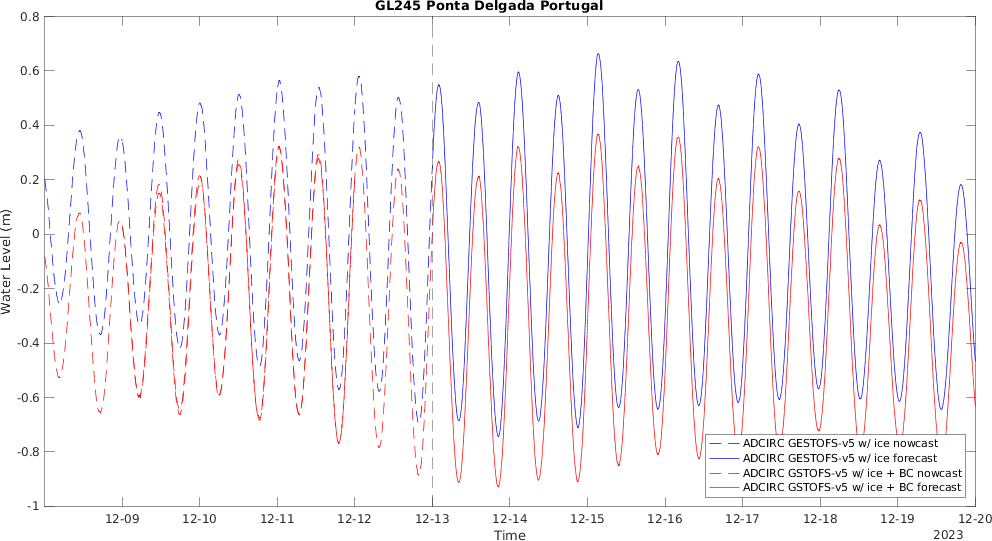 GL245 Ponta Delgada Portugal
0.8
0.6
0.4
0.2
0
-0.2
-0.4
-0.6
-0.8
-1
Water Level (m)
ADCIRC GESTOFS-v5 w/ ice nowcast
ADCIRC GESTOFS-v5 w/ ice forecast
ADCIRC GSTOFS-v5 w/ ice + BC nowcast
ADCIRC GSTOFS-v5 w/ ice + BC forecast
12-09 12-10 12-11 12-12 12-13 12-14 12-15 12-16 12-17 12-18 12-19 12-20
Time
2023